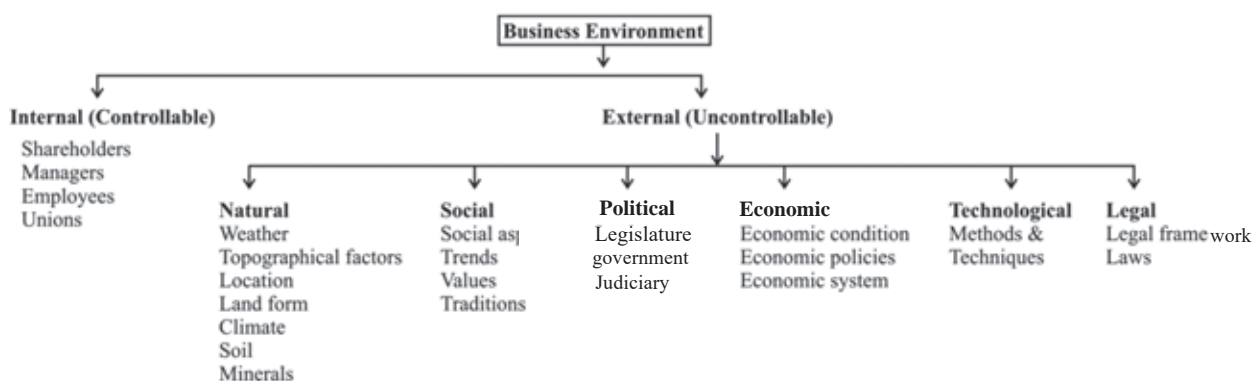 Business Environment
Internal (Controllable)
External (Uncontrollable)
Shareholders
Managers
Employees
Unions
Natural
Weather
Topographical factors
Location
Land form
Climate
Soil
Minerals
Social
Social
Trends
Values
Traditions
Political
Legislature
government
Judiciary
Economic
Economic condition
Economic policies
Economic system
Technological
Methods &
Techniques
Legal
Legal frame work
Laws